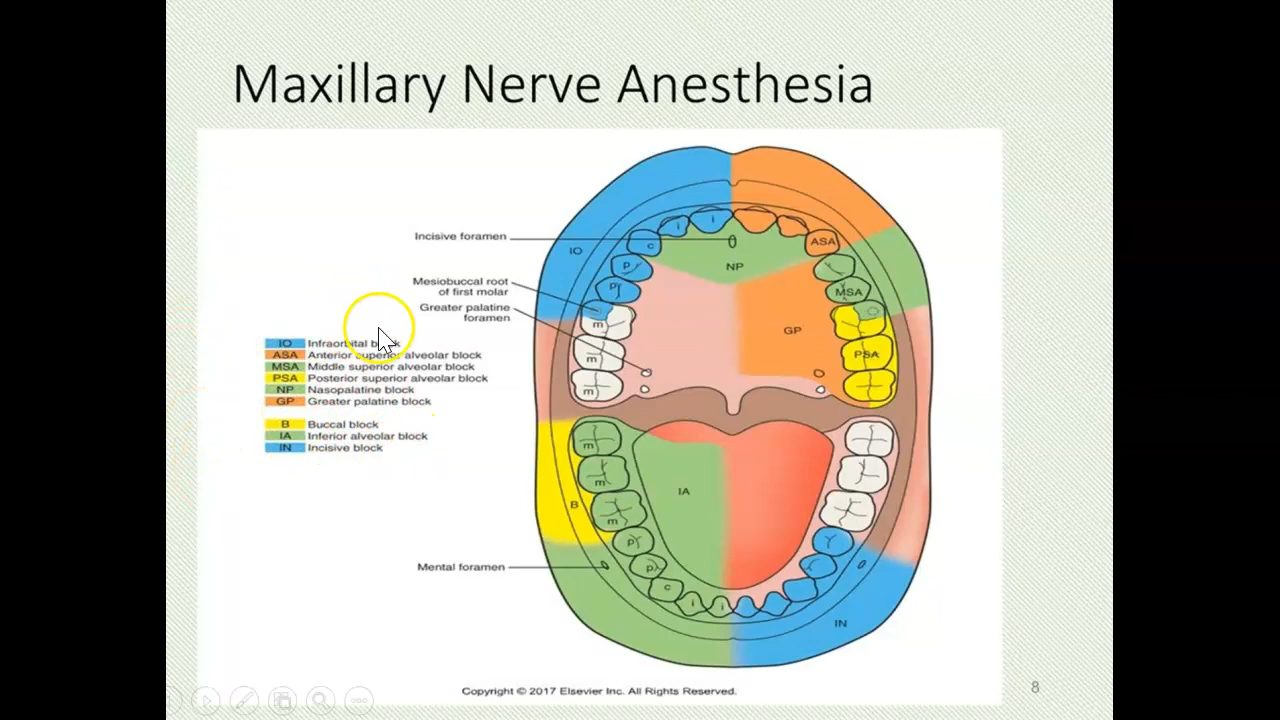 Maxillary Nerve Anesthesia
Incisive foramen
Mesiobuccal root
of first molar
Greater palatine
foramen
IO Infraorbital block
ASA Anterior superior alveolar block
MSA Middle superior alveolar block
PSA Posterior superior alveolar block
NP Nasopalatine block
GP Greater palatine block
B Buccal block
IA Inferior alveolar block
IN Incisive block
Mental foramen
IO
i
i
c
p
p
m
m
m
NP
GP
ASA
MSA
PSA
m
m
m
p
p
c
i
i
B
IA
IN
Copyright © 2017 Elsevier Inc. All Rights Reserved.
8